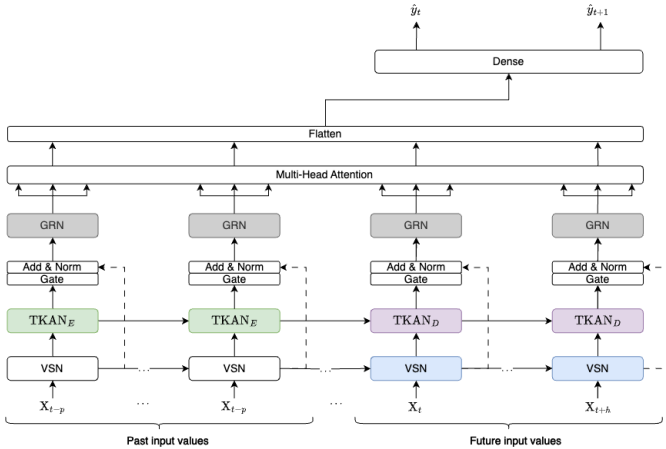 ŷ_t ŷ_{t+1}
Dense
Flatten
Multi-Head Attention
GRN GRN GRN GRN
Add & Norm Add & Norm Add & Norm Add & Norm
Gate Gate Gate Gate
TKAN_E TKAN_E TKAN_D TKAN_D
VSN ... VSN ... VSN ... VSN
X_{t-p} ... X_{t-p} ... X_t X_{t+h}
Past input values Future input values